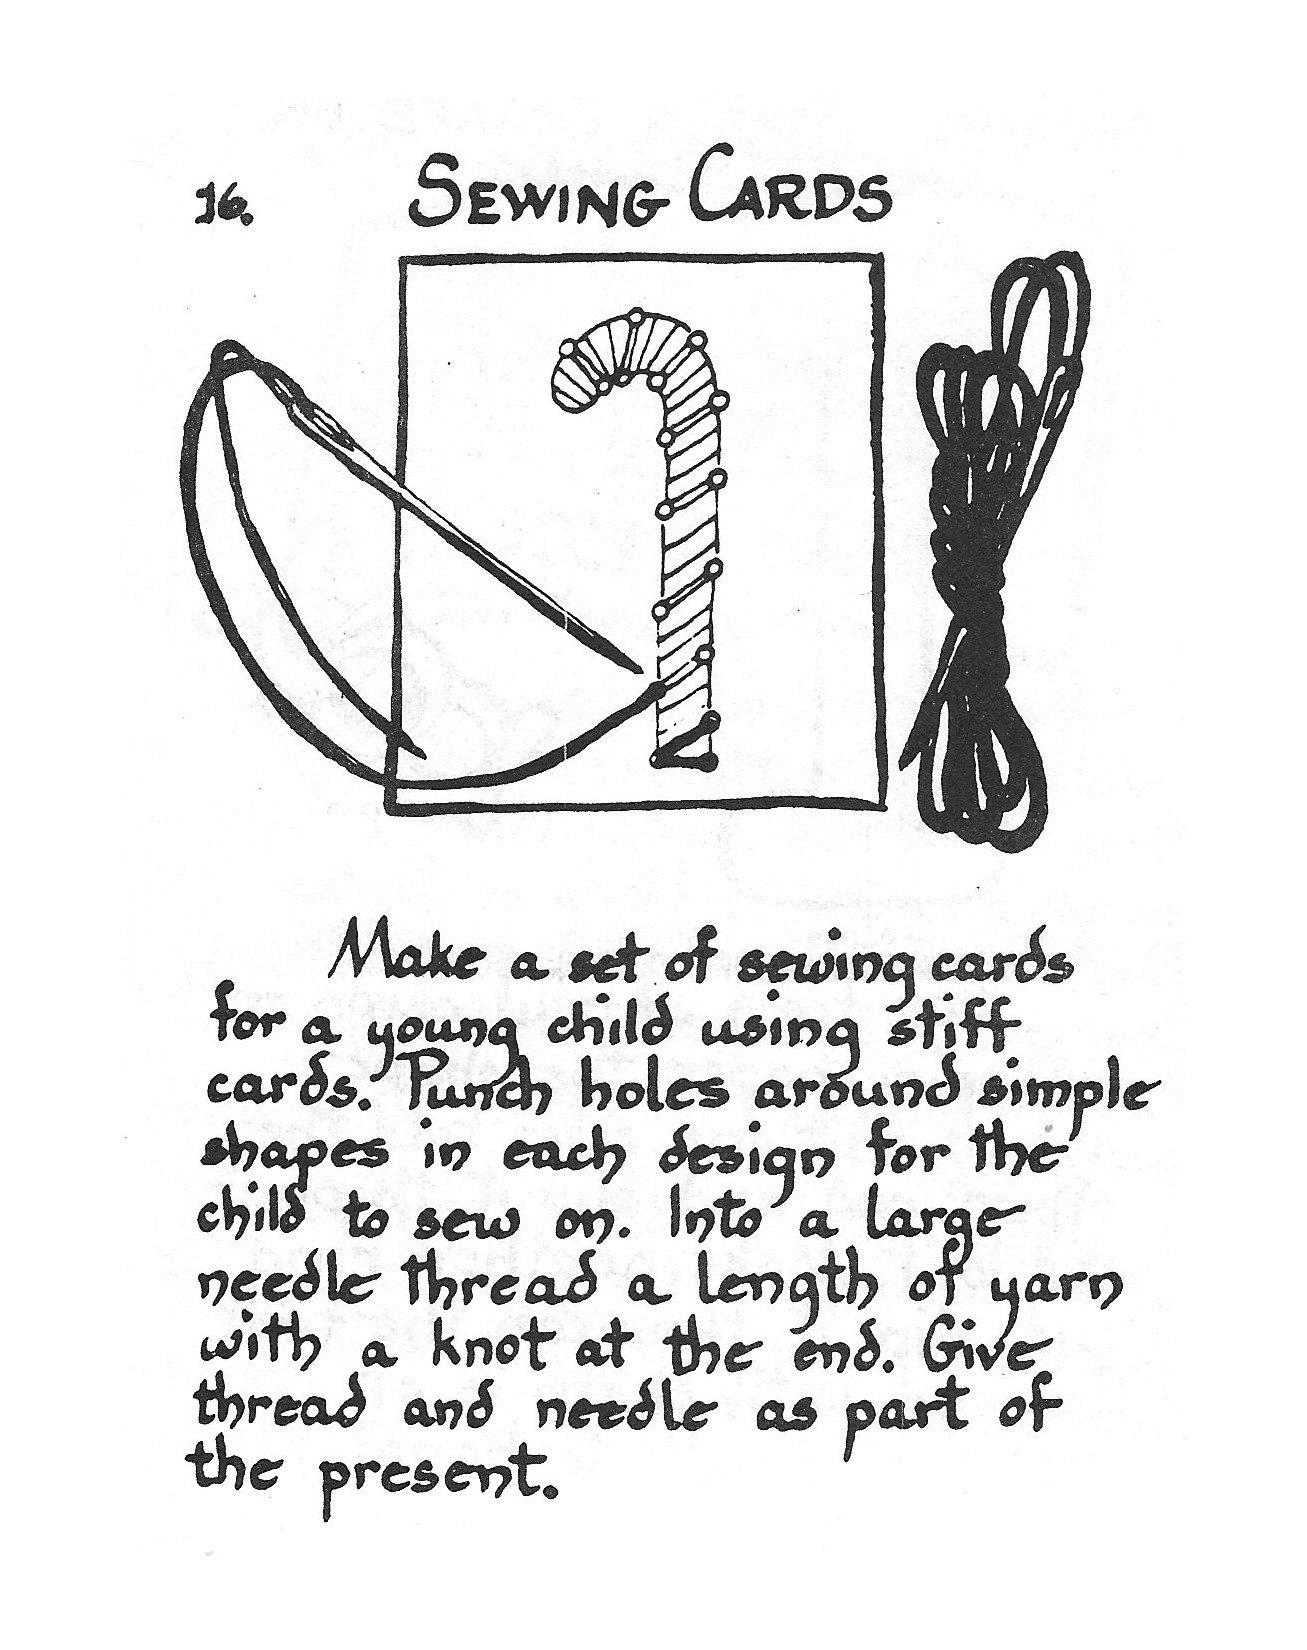 16.
SEWING CARDS
Make a set of sewing cards
for a young child using stiff
cards. Punch holes around simple
shapes in each design for the
child to sew on. Into a large
needle thread a length of yarn
with a knot at the end. Give
thread and needle as part of
the present.